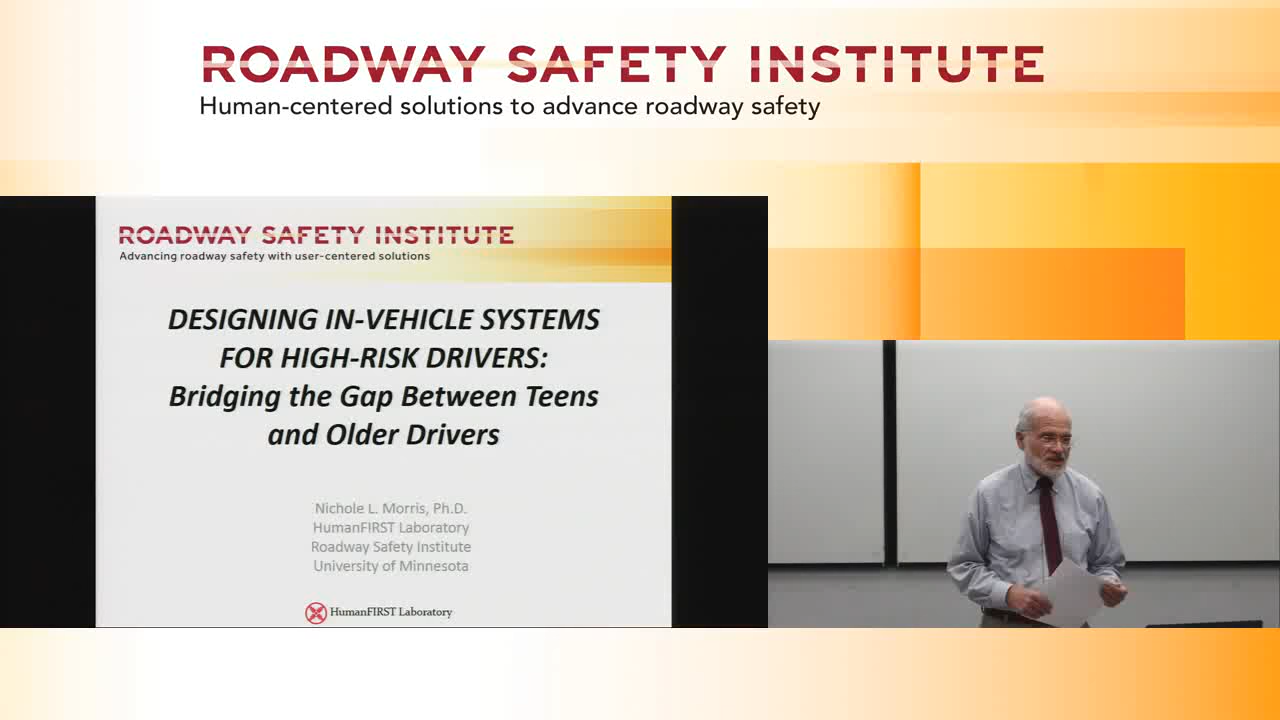 ROADWAY SAFETY INSTITUTE
Human-centered solutions to advance roadway safety
ROADWAY SAFETY INSTITUTE
Advancing roadway safety with user-centered solutions
DESIGNING IN-VEHICLE SYSTEMS
FOR HIGH-RISK DRIVERS:
Bridging the Gap Between Teens
and Older Drivers
Nichole L. Morris, Ph.D.
HumanFIRST Laboratory
Roadway Safety Institute
University of Minnesota
HumanFIRST Laboratory